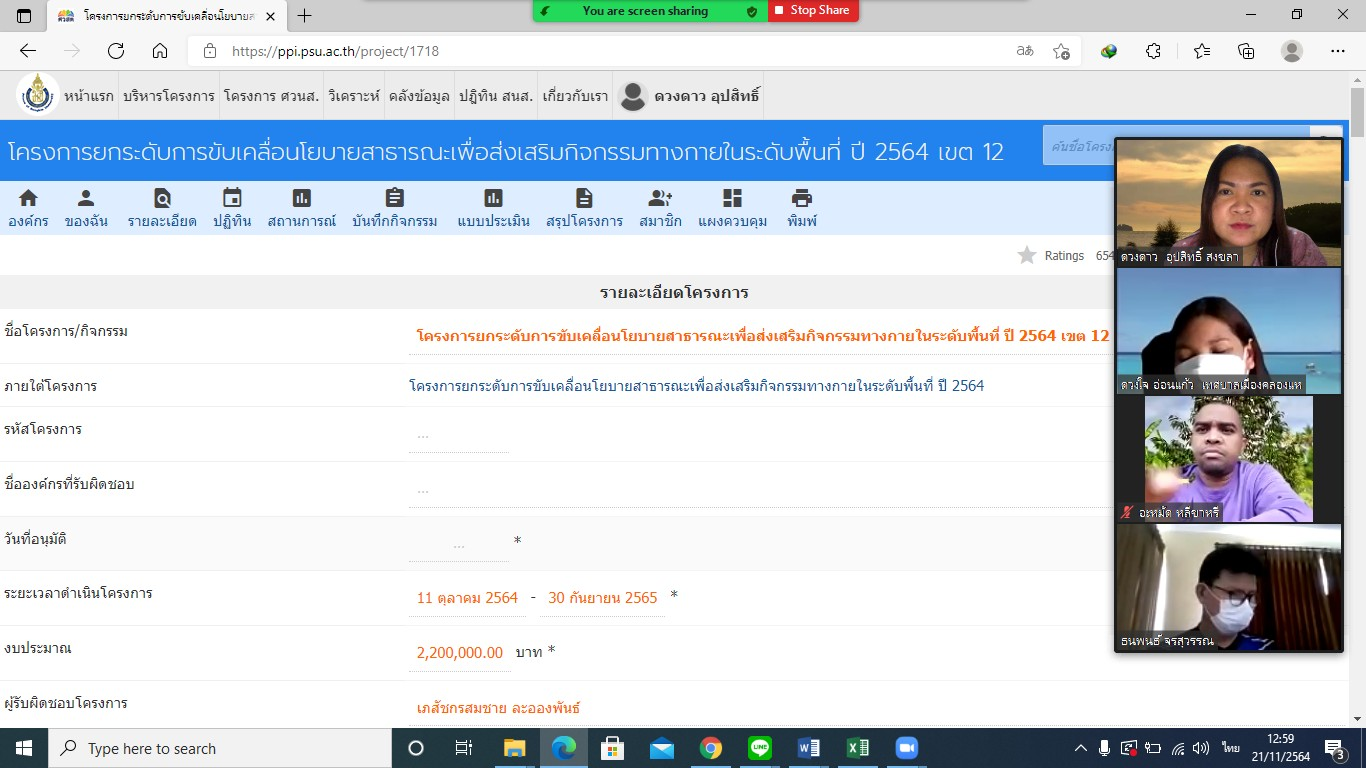 โครงการยกระดับการขับเคลื่อนนโยบายส
You are screen sharing
Stop Share
https://ppi.psu.ac.th/project/1718
หน้าแรก บริหารโครงการ โครงการ ศวนส. วิเคราะห์ คลังข้อมูล ปฎิทิน สนส. เกี่ยวกับเรา ดวงดาว อุปสิทธิ์
โครงการยกระดับการขับเคลื่อนโยบายสาธารณะเพื่อส่งเสริมกิจกรรมทางกายในระดับพื้นที่ ปี 2564 เขต 12
ค้นชื่อโครง
องค์กร ของฉัน รายละเอียด ปฏิทิน สถานการณ์ บันทึกกิจกรรม แบบประเมิน สรุปโครงการ สมาชิก แผงควบคุม พิมพ์
Ratings 654
รายละเอียดโครงการ
ชื่อโครงการ/กิจกรรม
โครงการยกระดับการขับเคลื่อนโยบายสาธารณะเพื่อส่งเสริมกิจกรรมทางกายในระดับพื้นที่ ปี 2564 เขต 12
ภายใต้โครงการ
โครงการยกระดับการขับเคลื่อนโยบายสาธารณะเพื่อส่งเสริมกิจกรรมทางกายในระดับพื้นที่ ปี 2564
รหัสโครงการ
...
ชื่อองค์กรที่รับผิดชอบ
...
วันที่อนุมัติ
... *
ระยะเวลาดำเนินโครงการ
11 ตุลาคม 2564 - 30 กันยายน 2565 *
งบประมาณ
2,200,000.00 บาท *
ผู้รับผิดชอบโครงการ
เภสัชกรสมชาย ละอองพันธ์
ดวงดาว อุปสิทธิ์ สงขลา
ดวงใจ อ่อนแก้ว เทศบาลเมืองคลองแห
อะหมัด หลีขาหรี
ธนพนธ์ จรสุวรรณ
Type here to search
LINE
ไทย
12:59
21/11/2564
3